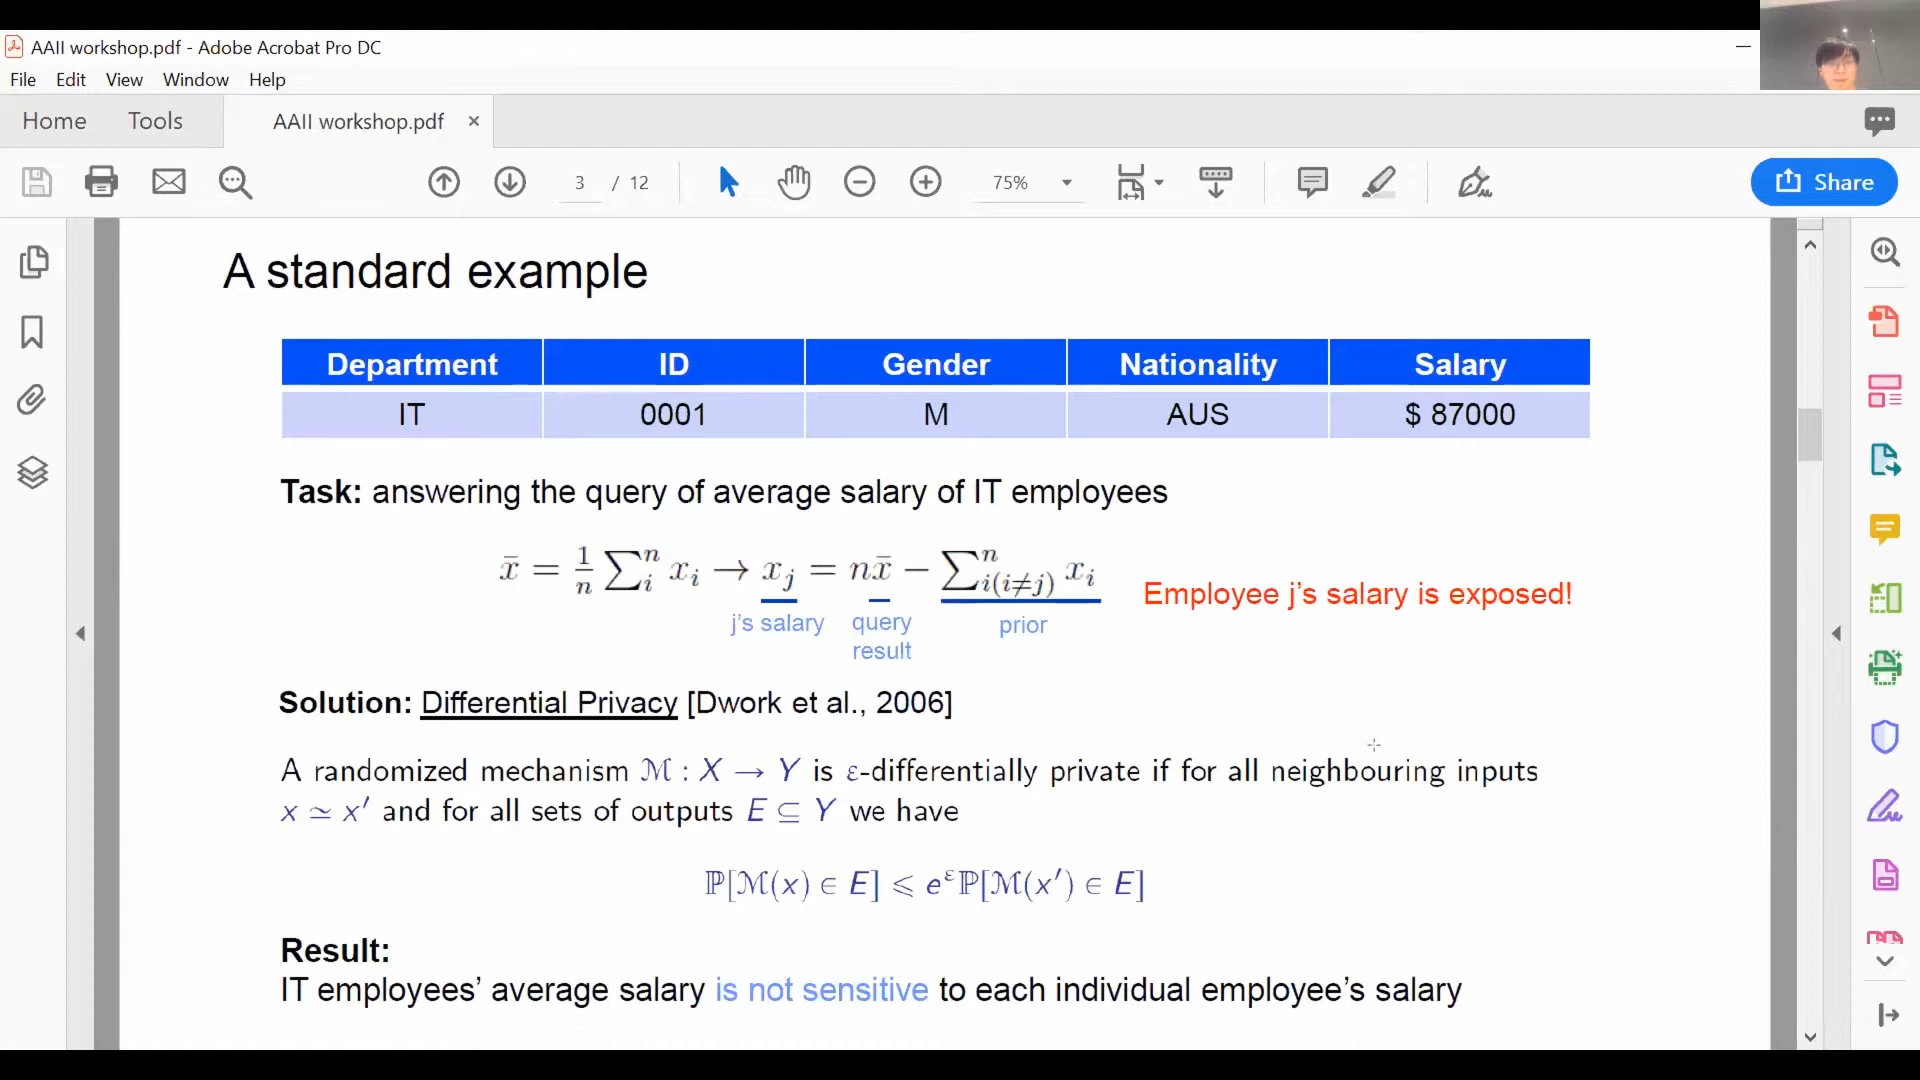 AAII workshop.pdf - Adobe Acrobat Pro DC
File Edit View Window Help
Home Tools AAII workshop.pdf ×
3 / 12 75% Share
A standard example
Department ID Gender Nationality Salary
IT 0001 M AUS $ 87000
Task: answering the query of average salary of IT employees
x̄ = 1/n ∑ᵢⁿ xᵢ → xⱼ = nx̄ − ∑ⁿᵢ(ᵢ≠ⱼ) xᵢ
Employee j's salary is exposed!
j's salary query result prior
Solution: Differential Privacy [Dwork et al., 2006]
A randomized mechanism ℳ : X → Y is ε-differentially private if for all neighbouring inputs
x ≃ x′ and for all sets of outputs E ⊆ Y we have
ℙ[ℳ(x) ∈ E] ⩽ e^ε ℙ[ℳ(x′) ∈ E]
Result:
IT employees' average salary is not sensitive to each individual employee's salary